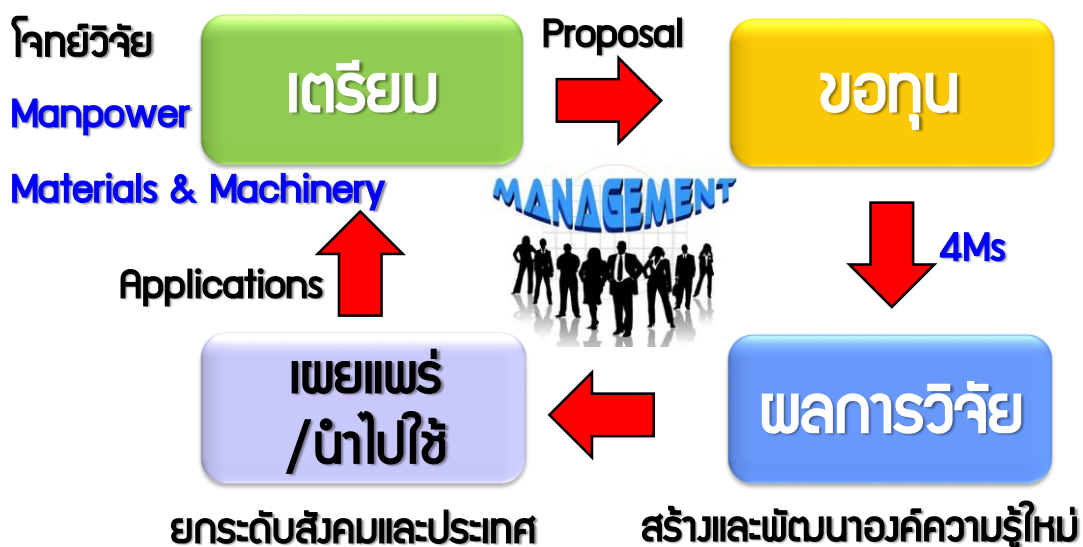 โจทย์วิจัย
Manpower
Materials & Machinery
เตรียม
Proposal
ขอทุน
MANAGEMENT
4Ms
Applications
เผยแพร่
/นำไปใช้
ผลการวิจัย
ยกระดับสังคมและประเทศ
สร้างและพัฒนาองค์ความรู้ใหม่